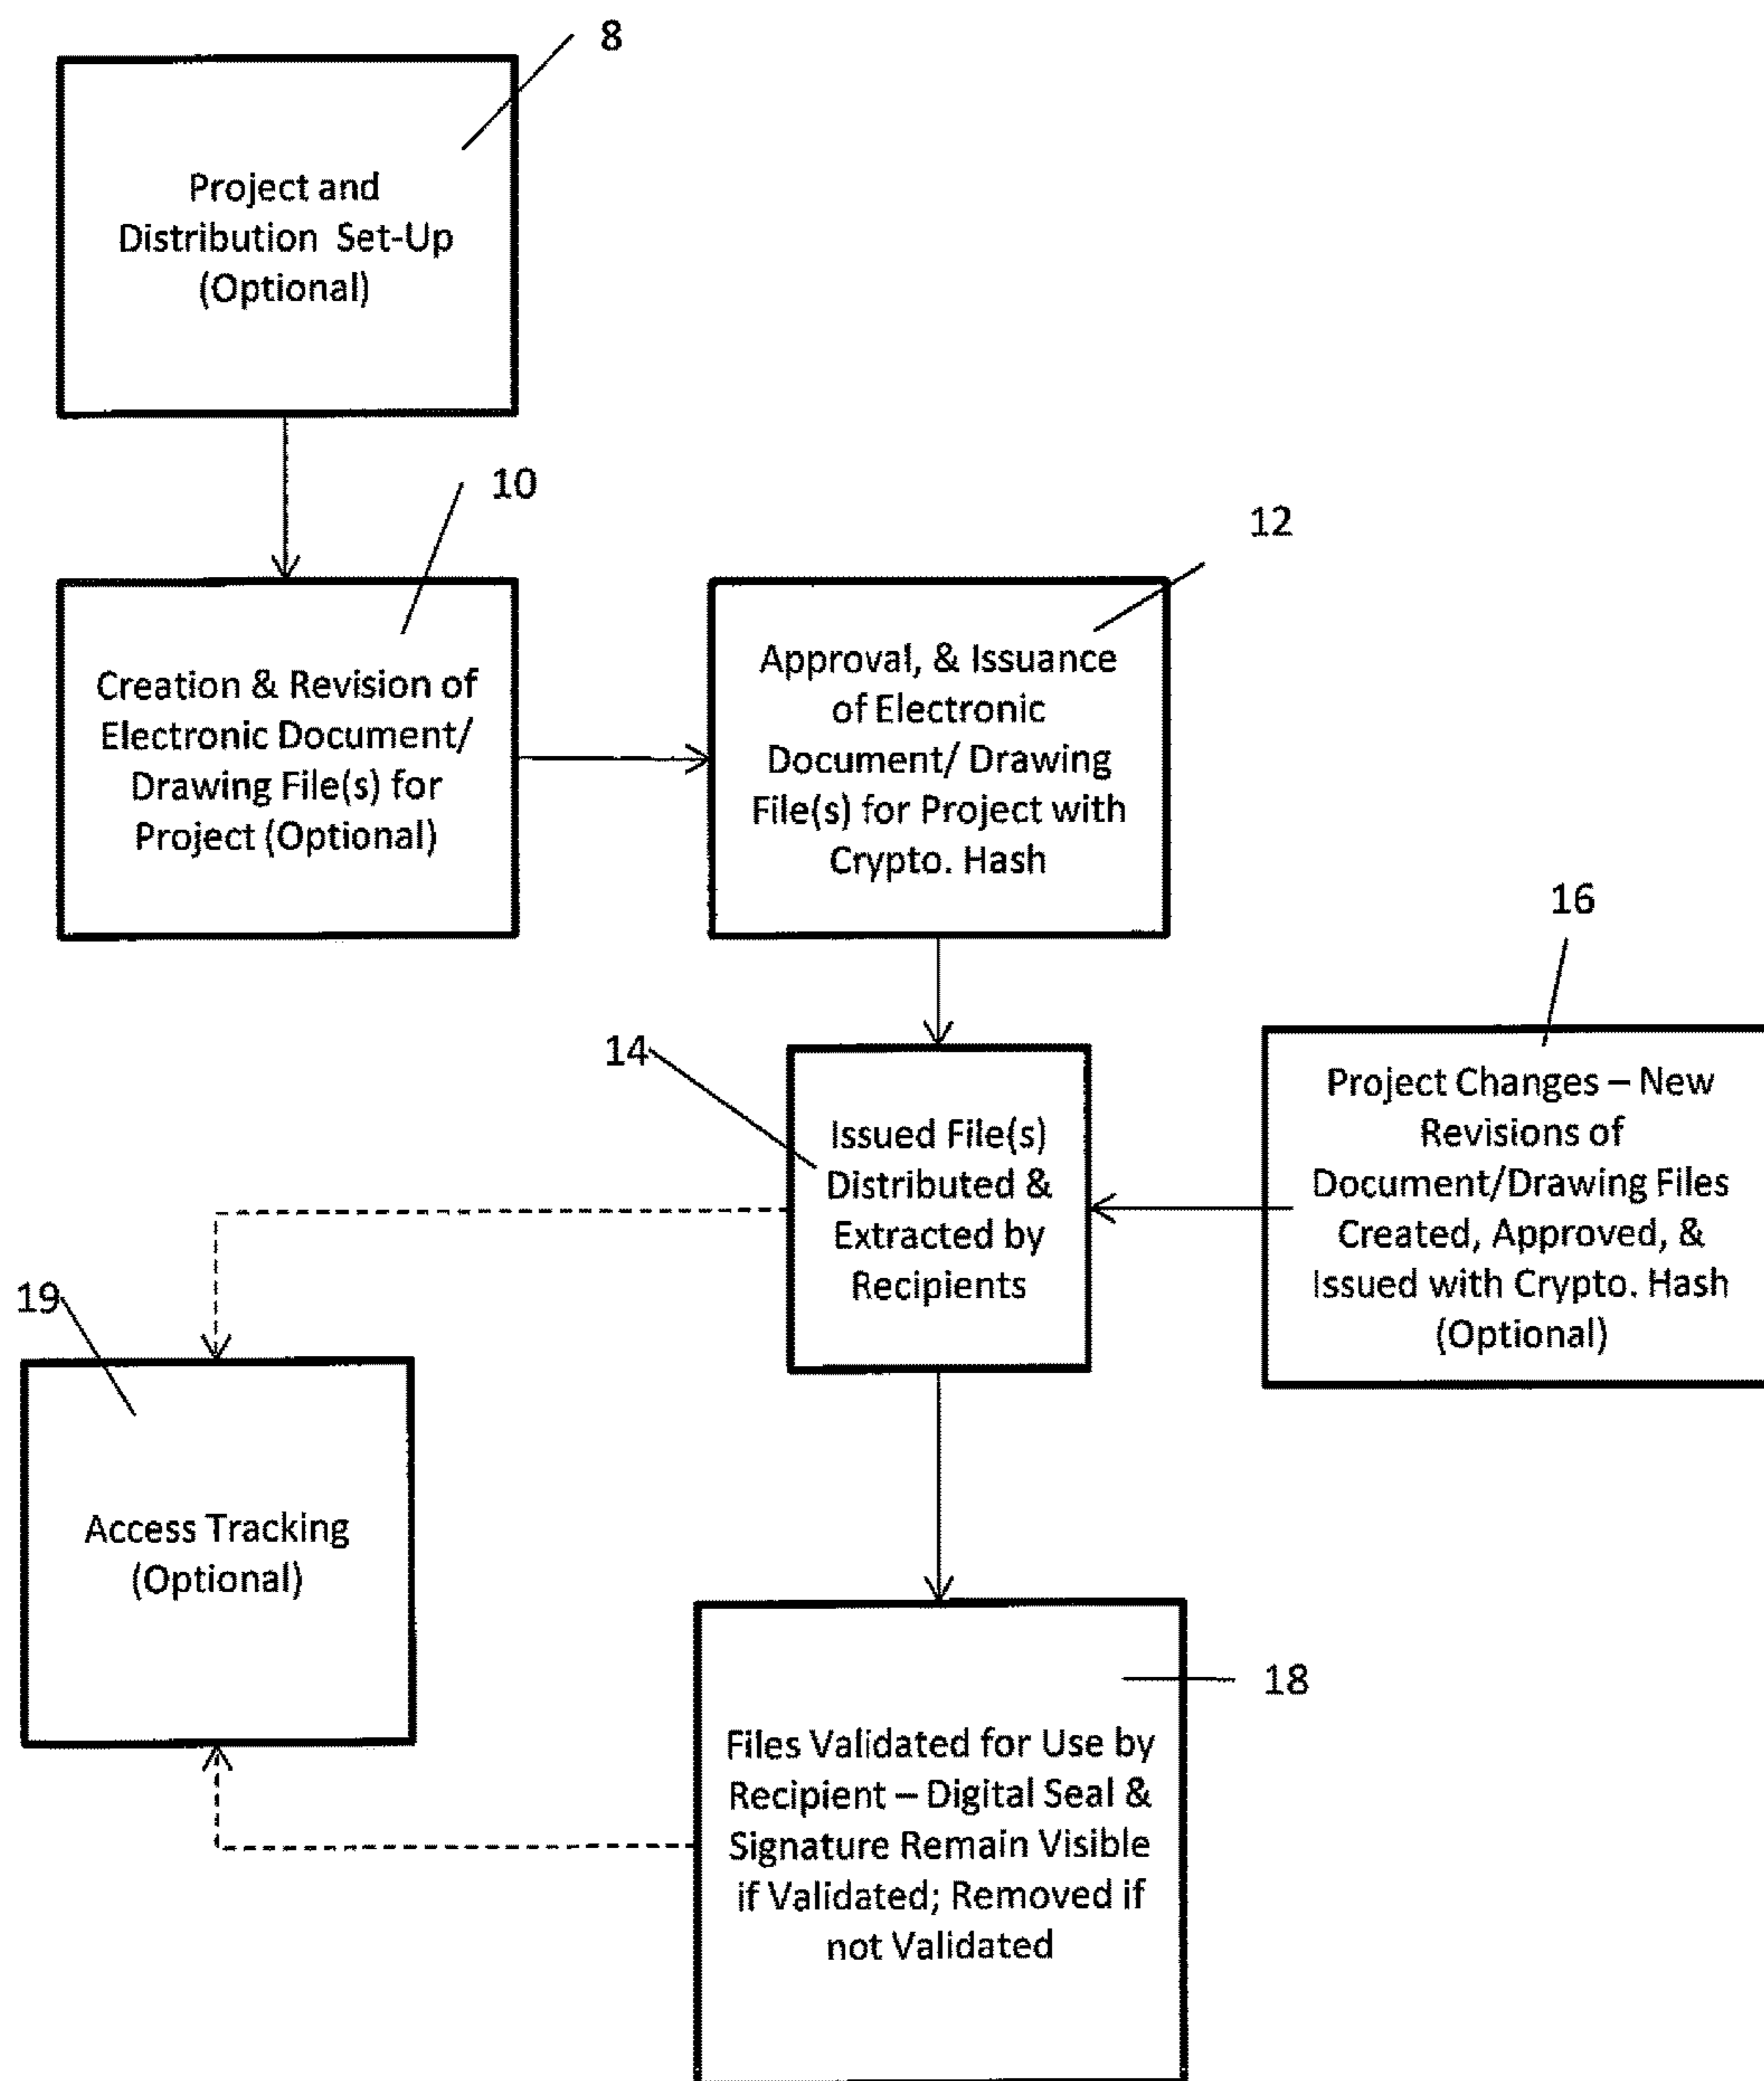 8
Project and
Distribution Set-Up
(Optional)
10
Creation & Revision of
Electronic Document/
Drawing File(s) for
Project (Optional)
12
Approval, & Issuance
of Electronic
Document/ Drawing
File(s) for Project with
Crypto. Hash
14
Issued File(s)
Distributed &
Extracted by
Recipients
16
Project Changes – New
Revisions of
Document/Drawing Files
Created, Approved, &
Issued with Crypto. Hash
(Optional)
19
Access Tracking
(Optional)
18
Files Validated for Use by
Recipient – Digital Seal &
Signature Remain Visible
if Validated; Removed if
not Validated